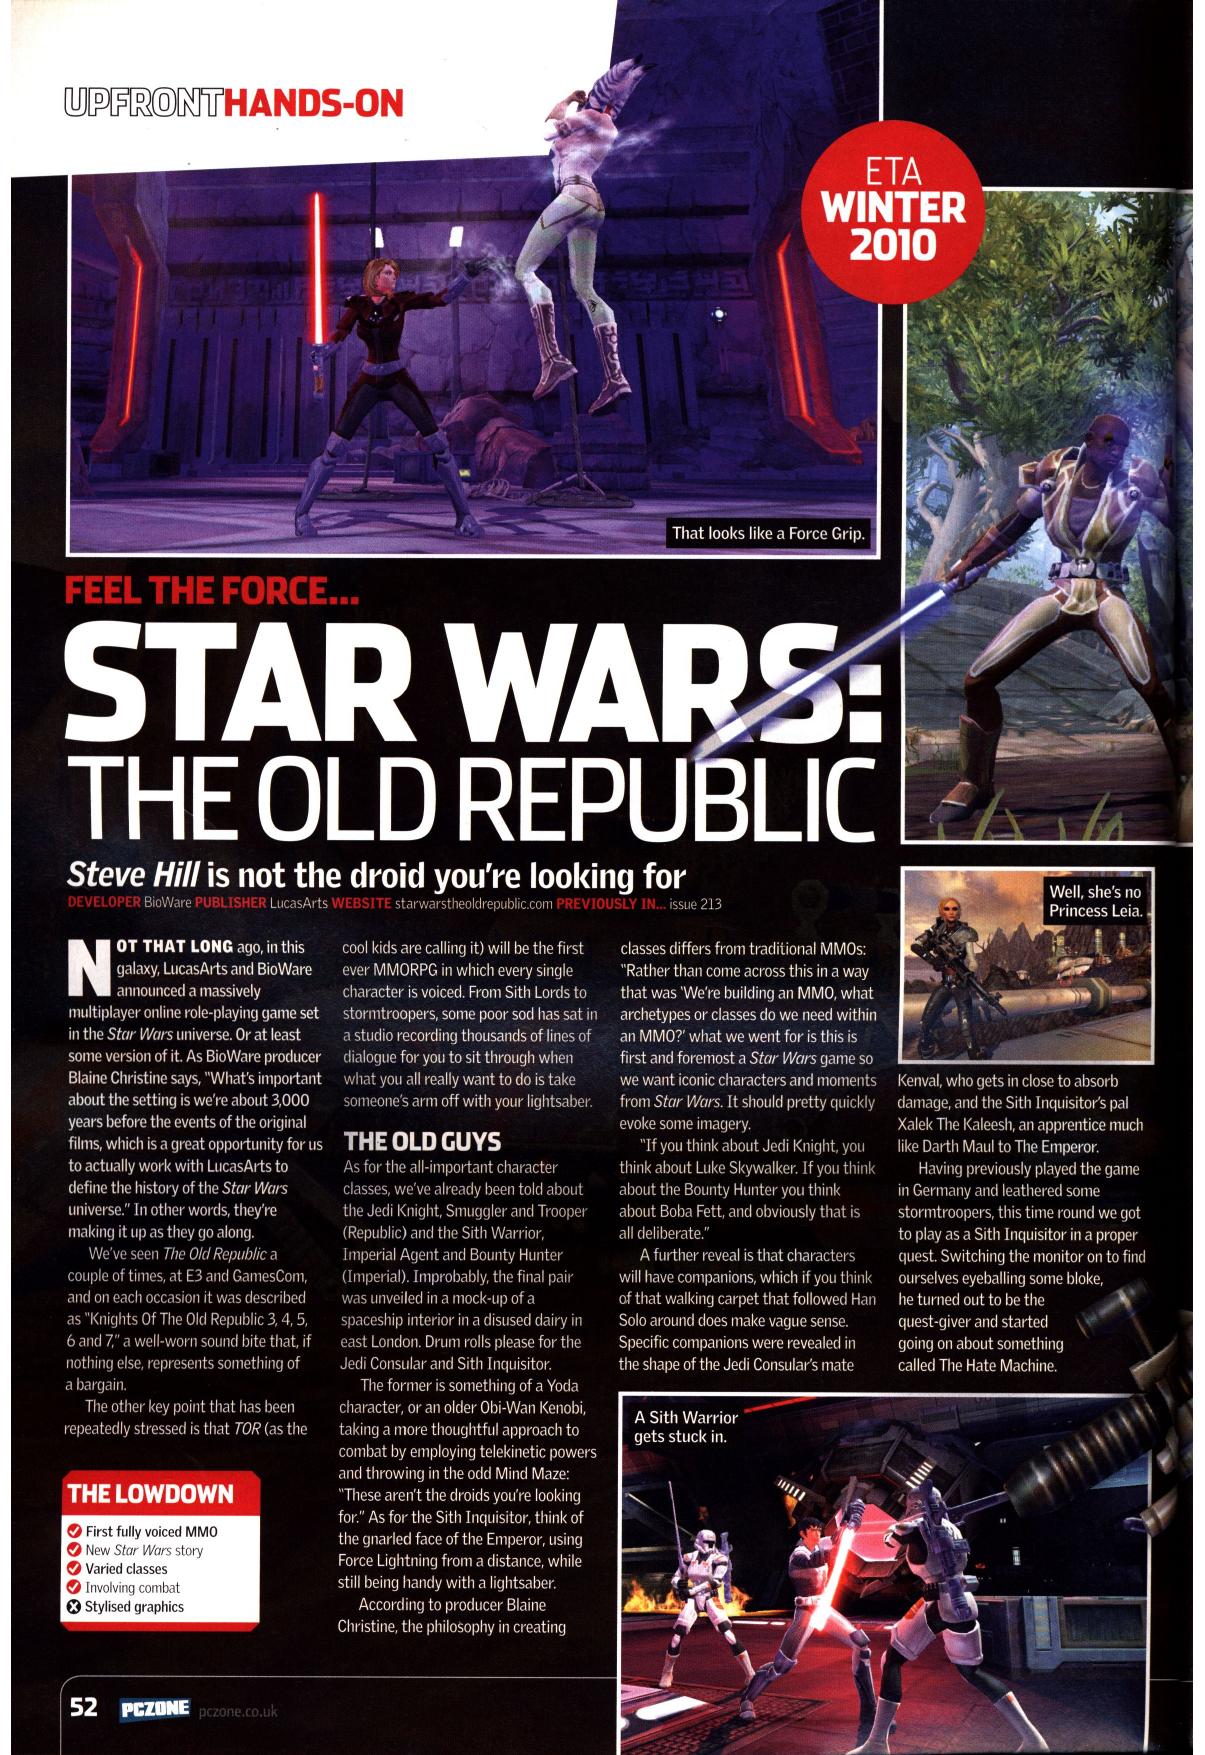 UPFRONTHANDS-ON
ETA
WINTER
2010
That looks like a Force Grip.
FEEL THE FORCE...
STAR WARS:
THE OLD REPUBLIC
Steve Hill is not the droid you're looking for
DEVELOPER BioWare PUBLISHER LucasArts WEBSITE starwarstheoldrepublic.com PREVIOUSLY IN... issue 213
NOT THAT LONG ago, in this
galaxy, LucasArts and BioWare
announced a massively
multiplayer online role-playing game set
in the Star Wars universe. Or at least
some version of it. As BioWare producer
Blaine Christine says, "What's important
about the setting is we're about 3,000
years before the events of the original
films, which is a great opportunity for us
to actually work with LucasArts to
define the history of the Star Wars
universe." In other words, they're
making it up as they go along.
We've seen The Old Republic a
couple of times, at E3 and GamesCom,
and on each occasion it was described
as "Knights Of The Old Republic 3, 4, 5,
6 and 7," a well-worn sound bite that, if
nothing else, represents something of
a bargain.
The other key point that has been
repeatedly stressed is that TOR (as the
THE LOWDOWN
First fully voiced MMO
New Star Wars story
Varied classes
Involving combat
Stylised graphics
cool kids are calling it) will be the first
ever MMORPG in which every single
character is voiced. From Sith Lords to
stormtroopers, some poor sod has sat in
a studio recording thousands of lines of
dialogue for you to sit through when
what you all really want to do is take
someone's arm off with your lightsaber.
THE OLD GUYS
As for the all-important character
classes, we've already been told about
the Jedi Knight, Smuggler and Trooper
(Republic) and the Sith Warrior,
Imperial Agent and Bounty Hunter
(Imperial). Improbably, the final pair
was unveiled in a mock-up of a
spaceship interior in a disused dairy in
east London. Drum rolls please for the
Jedi Consular and Sith Inquisitor.
The former is something of a Yoda
character, or an older Obi-Wan Kenobi,
taking a more thoughtful approach to
combat by employing telekinetic powers
and throwing in the odd Mind Maze:
"These aren't the droids you're looking
for." As for the Sith Inquisitor, think of
the gnarled face of the Emperor, using
Force Lightning from a distance, while
still being handy with a lightsaber.
According to producer Blaine
Christine, the philosophy in creating
classes differs from traditional MMOs:
"Rather than come across this in a way
that was 'We're building an MMO, what
archetypes or classes do we need within
an MMO?' what we went for is this is
first and foremost a Star Wars game so
we want iconic characters and moments
from Star Wars. It should pretty quickly
evoke some imagery.
"If you think about Jedi Knight, you
think about Luke Skywalker. If you think
about the Bounty Hunter you think
about Boba Fett, and obviously that is
all deliberate."
A further reveal is that characters
will have companions, which if you think
of that walking carpet that followed Han
Solo around does make vague sense.
Specific companions were revealed in
the shape of the Jedi Consular's mate
Well, she's no
Princess Leia.
Kenval, who gets in close to absorb
damage, and the Sith Inquisitor's pal
Xalek The Kaleesh, an apprentice much
like Darth Maul to The Emperor.
Having previously played the game
in Germany and leathered some
stormtroopers, this time round we got
to play as a Sith Inquisitor in a proper
quest. Switching the monitor on to find
ourselves eyeballing some bloke,
he turned out to be the
quest-giver and started
going on about something
called The Hate Machine.
A Sith Warrior
gets stuck in.
52 PCZONE pczone.co.uk